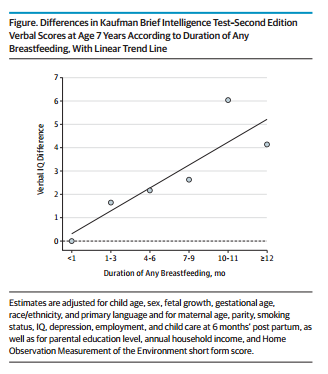 Figure. Differences in Kaufman Brief Intelligence Test–Second Edition
Verbal Scores at Age 7 Years According to Duration of Any
Breastfeeding, With Linear Trend Line
7
6
5
4
3
2
1
0
Verbal IQ Difference
<1
1-3
4-6
7-9
10-11
≥12
Duration of Any Breastfeeding, mo
Estimates are adjusted for child age, sex, fetal growth, gestational age,
race/ethnicity, and primary language and for maternal age, parity, smoking
status, IQ, depression, employment, and child care at 6 months' post partum, as
well as for parental education level, annual household income, and Home
Observation Measurement of the Environment short form score.